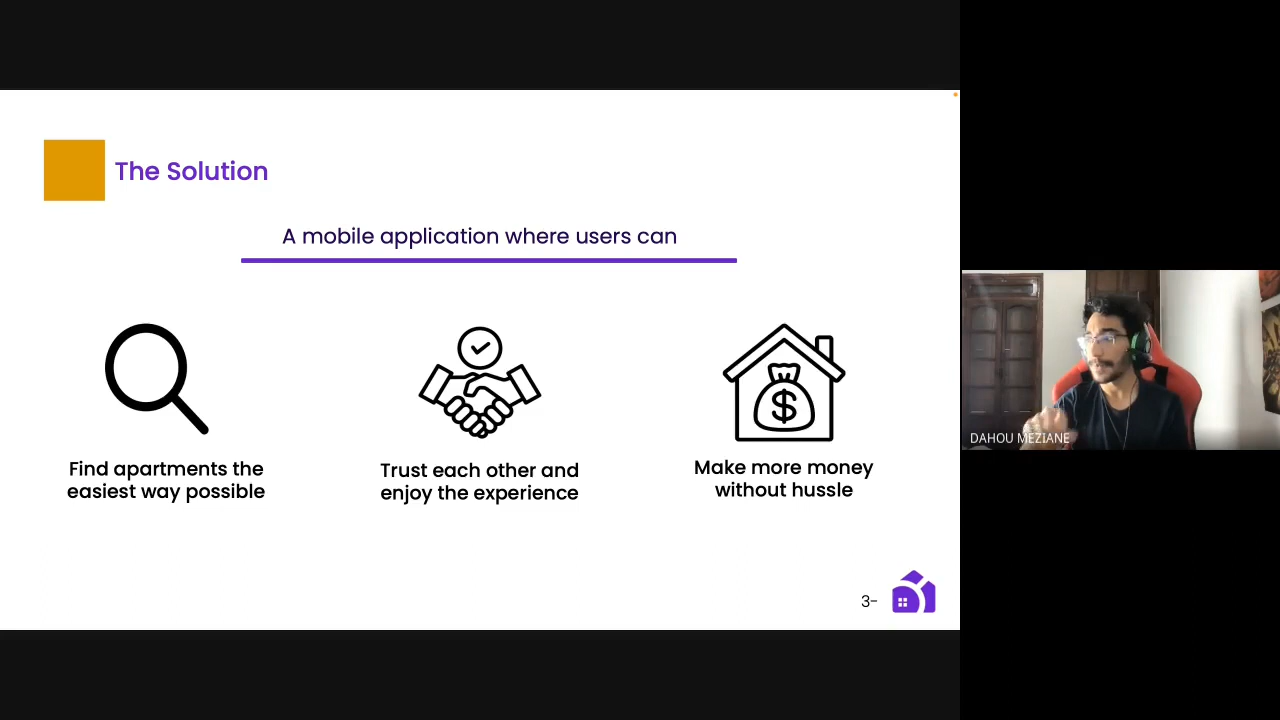 The Solution
A mobile application where users can
Find apartments the
easiest way possible
Trust each other and
enjoy the experience
Make more money
without hussle
3-
DAHOU MEZIANE